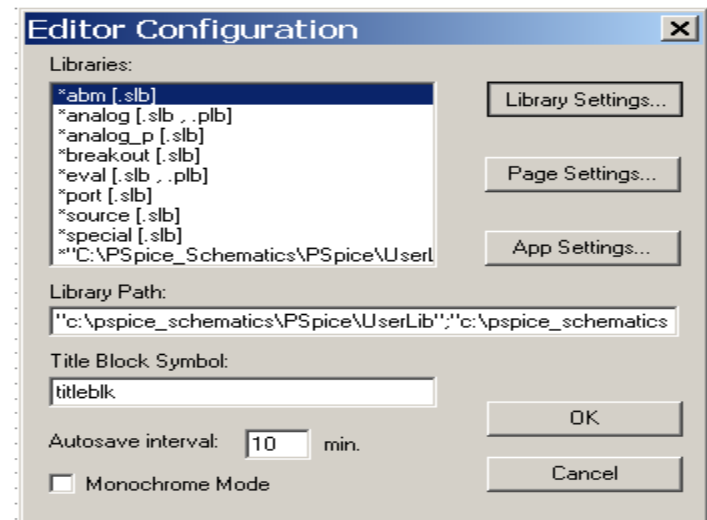 Editor Configuration
Libraries:
*abm [.slb]
*analog [.slb , .plb]
*analog_p [.slb]
*breakout [.slb]
*eval [.slb , .plb]
*port [.slb]
*source [.slb]
*special [.slb]
*"C:\PSpice_Schematics\PSpice\UserL
Library Settings...
Page Settings...
App Settings...
Library Path:
"c:\pspice_schematics\PSpice\UserLib";"c:\pspice_schematics
Title Block Symbol:
titleblk
Autosave interval: 10 min.
Monochrome Mode
OK
Cancel